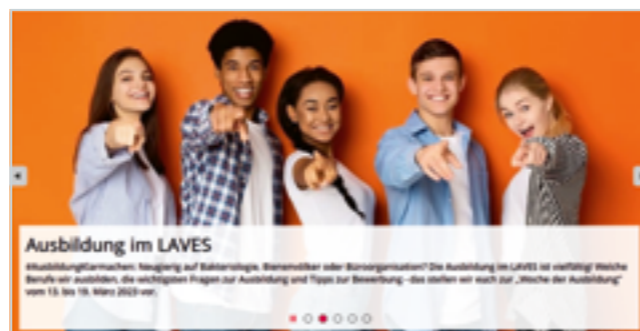 Ausbildung im LAVES
#AusbildungKlarmachen: Neugierig auf Bakteriologie, Bienenvölker oder Büroorganisation? Die Ausbildung im LAVES ist vielfältig! Welche
Berufe wir ausbilden, die wichtigsten Fragen zur Ausbildung und Tipps zur Bewerbung - das stellen wir euch zur „Woche der Ausbildung"
vom 13. bis 19. März 2023 vor.